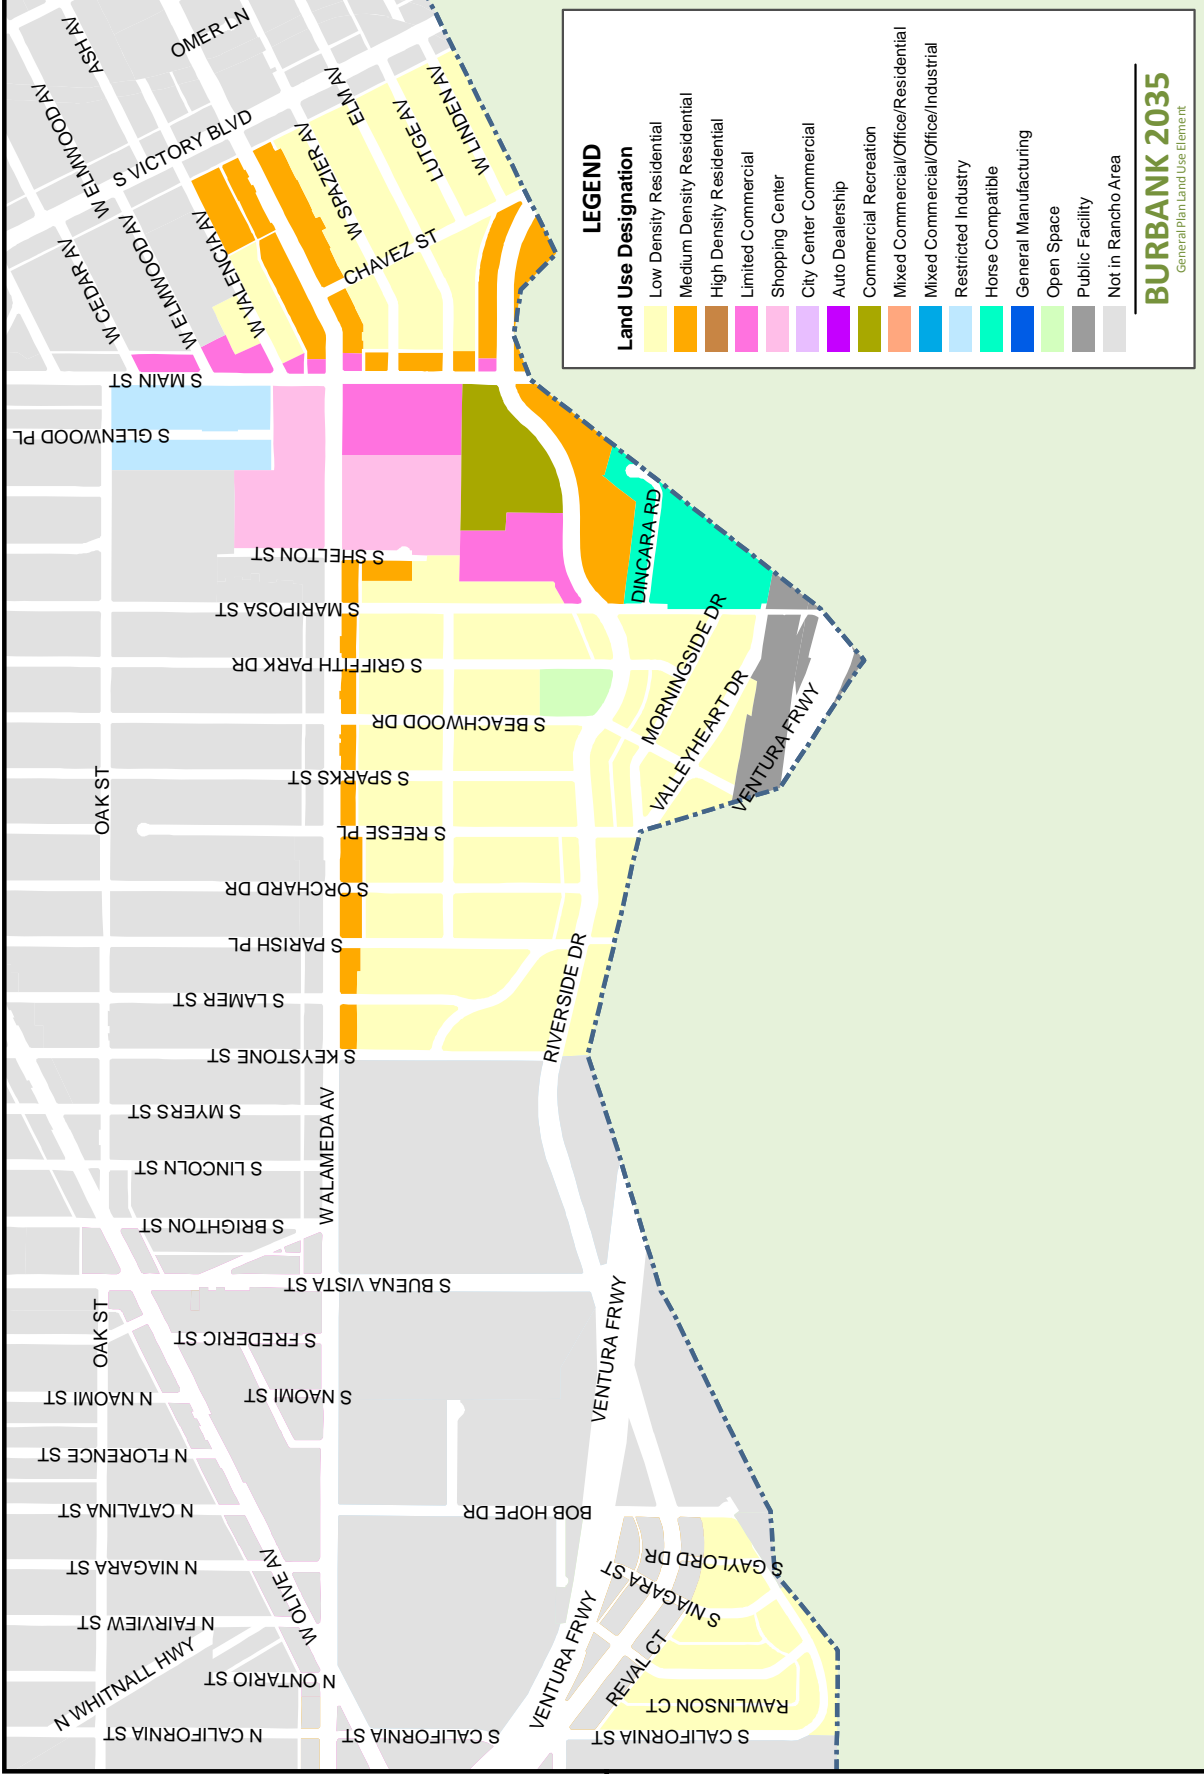 ASH AV
OMER LN
W ELMWOOD AV
S VICTORY BLVD
ELM AV
LUTGE AV
W LINDEN AV
W SPAZIER AV
W CEDAR AV
W ELMWOOD AV
W VALENCIA AV
CHAVEZ ST
S MAIN ST
S GLENWOOD PL
S SHELTON ST
DINCARA RD
S MARIPOSA ST
S GRIFFITH PARK DR
MORNINGSIDE DR
S BEACHWOOD DR
VALLEYHEART DR
VENTURA FRWY
OAK ST
S SPARKS ST
S REESE PL
S ORCHARD DR
S PARISH PL
S LAMER ST
RIVERSIDE DR
S KEYSTONE ST
S MYERS ST
W ALAMEDA AV
S LINCOLN ST
S BRIGHTON ST
S BUENA VISTA ST
OAK ST
S FREDERIC ST
VENTURA FRWY
N NAOMI ST
S NAOMI ST
N FLORENCE ST
N CATALINA ST
BOB HOPE DR
N NIAGARA ST
W OLIVE AV
S GAYLORD DR
S NIAGARA ST
N FAIRVIEW ST
N WHITNALL HWY
N ONTARIO ST
VENTURA FRWY
REVAL CT
RAWLINSON CT
N CALIFORNIA ST
S CALIFORNIA ST
S CALIFORNIA ST
LEGEND
Land Use Designation
Low Density Residential
Medium Density Residential
High Density Residential
Limited Commercial
Shopping Center
City Center Commercial
Auto Dealership
Commercial Recreation
Mixed Commercial/Office/Residential
Mixed Commercial/Office/Industrial
Restricted Industry
Horse Compatible
General Manufacturing
Open Space
Public Facility
Not in Rancho Area
BURBANK 2035
General Plan Land Use Element